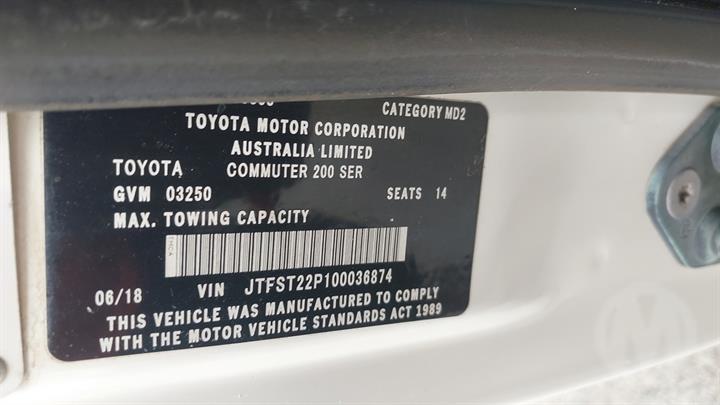 CATEGORY MD2
TOYOTA MOTOR CORPORATION
AUSTRALIA LIMITED
TOYOTA COMMUTER 200 SER
GVM 03250 SEATS 14
MAX. TOWING CAPACITY
TMCA
06/18 VIN JTFST22P100036874
THIS VEHICLE WAS MANUFACTURED TO COMPLY
WITH THE MOTOR VEHICLE STANDARDS ACT 1989
M